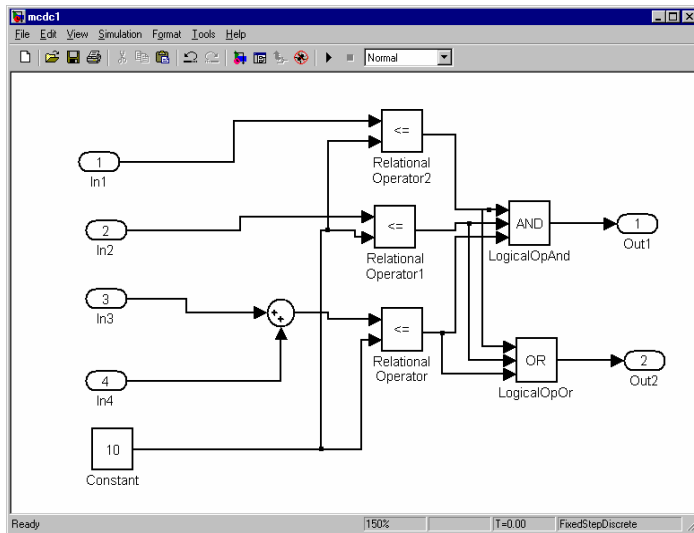 mcdc1
File Edit View Simulation Format Tools Help
Normal
1
In1
<=
Relational
Operator2
2
In2
<=
Relational
Operator1
AND
LogicalOpAnd
1
Out1
3
In3
++
<=
Relational
Operator
4
In4
OR
LogicalOpOr
2
Out2
10
Constant
Ready 150% T=0.00 FixedStepDiscrete